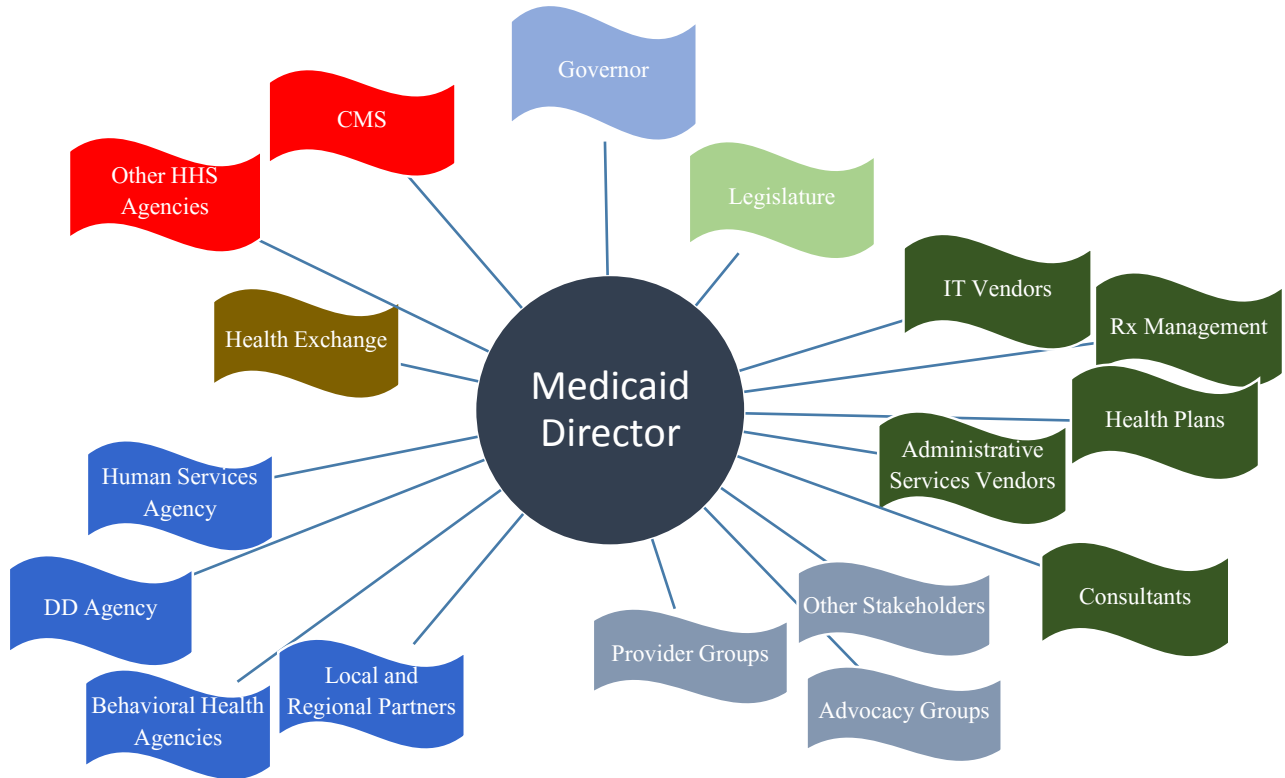 Governor
CMS
Other HHS
Agencies
Legislature
IT Vendors
Rx Management
Health Exchange
Medicaid
Director
Health Plans
Administrative
Services Vendors
Human Services
Agency
DD Agency
Consultants
Other Stakeholders
Provider Groups
Local and
Regional Partners
Behavioral Health
Agencies
Advocacy Groups